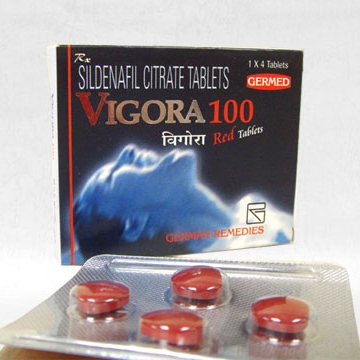 Rx
SILDENAFIL CITRATE TABLETS
1 X 4 Tablets
GERMED
VIGORA 100
विगोरा Red Tablets
GERMAN REMEDIES